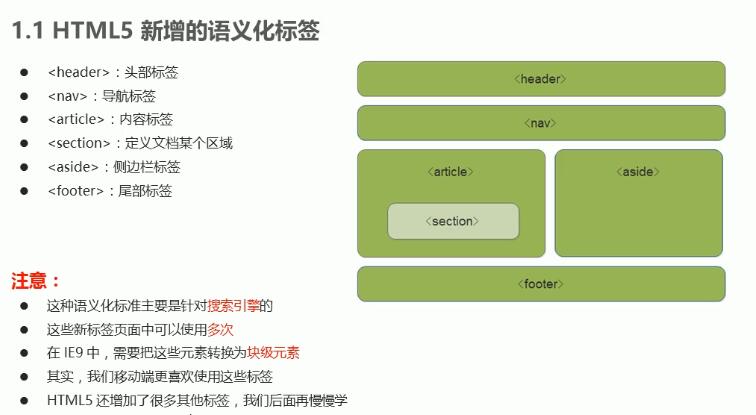 1.1 HTML5 新增的语义化标签
<header>：头部标签
<nav>：导航标签
<article>：内容标签
<section>：定义文档某个区域
<aside>：侧边栏标签
<footer>：尾部标签
<header>
<nav>
<article>
<aside>
<section>
<footer>
注意：
这种语义化标准主要是针对搜索引擎的
这些新标签页面中可以使用多次
在 IE9 中，需要把这些元素转换为块级元素
其实，我们移动端更喜欢使用这些标签
HTML5 还增加了很多其他标签，我们后面再慢慢学